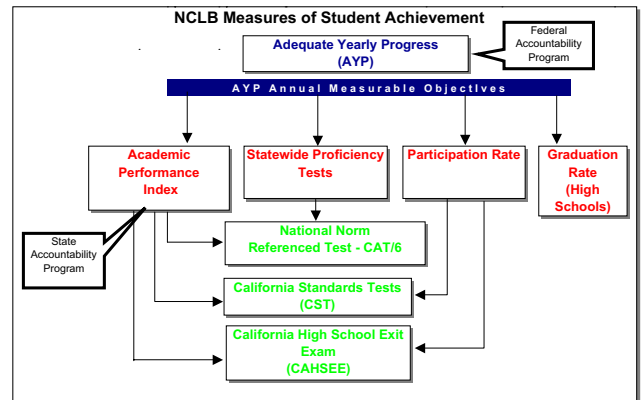 NCLB Measures of Student Achievement
Adequate Yearly Progress
(AYP)
Federal
Accountability
Program
AYP Annual Measurable ObjectIves
Academic
Performance
Index
Statewide Proficiency
Tests
Participation Rate
Graduation
Rate
(High
Schools)
State
Accountability
Program
National Norm
Referenced Test - CAT/6
California Standards Tests
(CST)
California High School Exit
Exam
(CAHSEE)